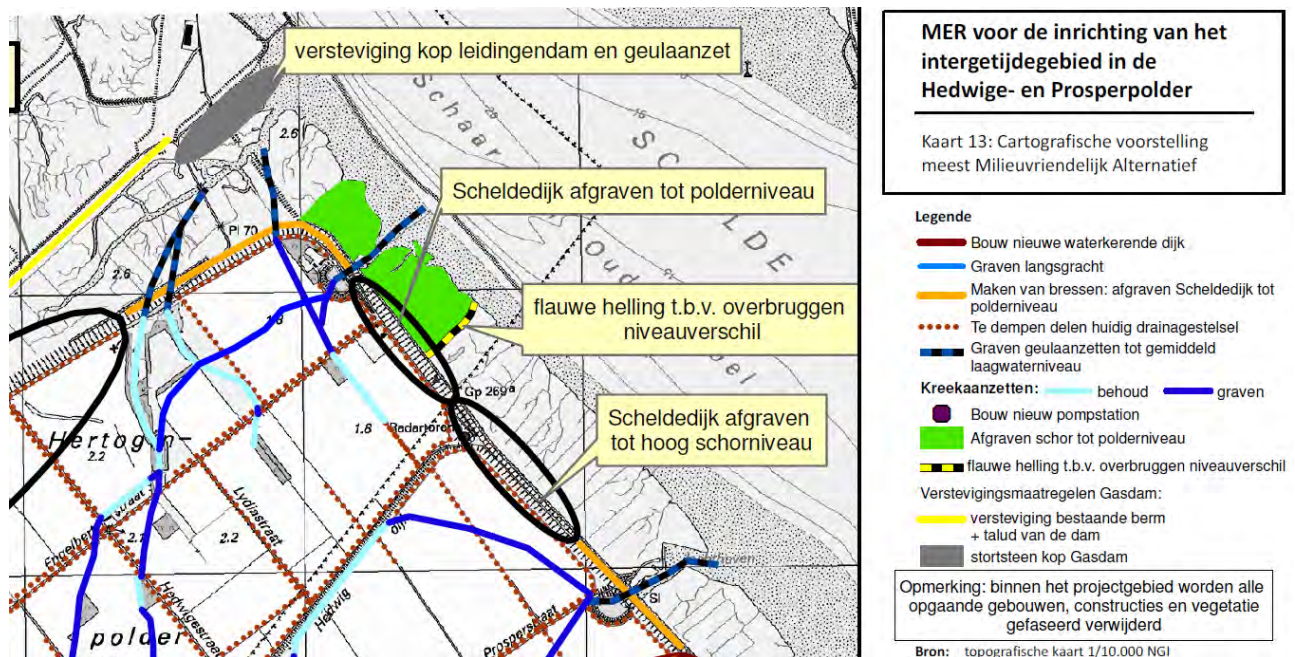 versteviging kop leidingendam en geulaanzet
Schaar
SCHELDE
Scheldedijk afgraven tot polderniveau
2.6
Pl 70
2.6
flauwe helling t.b.v. overbruggen
niveauverschil
Gp 269ª
Scheldedijk afgraven
tot hoog schorniveau
1.8
Radartoren
Hertogin-
2.2
Lydiastraat
2.2
Engelbert
straat
Hedwigestraat
Hedwig
Prosperstraat
Sl
polder
MER voor de inrichting van het
intergetijdegebied in de
Hedwige- en Prosperpolder
Kaart 13: Cartografische voorstelling
meest Milieuvriendelijk Alternatief
Legende
Bouw nieuwe waterkerende dijk
Graven langsgracht
Maken van bressen: afgraven Scheldedijk tot
polderniveau
Te dempen delen huidig drainagestelsel
Graven geulaanzetten tot gemiddeld
laagwaterniveau
Kreekaanzetten: behoud graven
Bouw nieuw pompstation
Afgraven schor tot polderniveau
flauwe helling t.b.v. overbruggen niveauverschil
Verstevigingsmaatregelen Gasdam:
versteviging bestaande berm
+ talud van de dam
stortsteen kop Gasdam
Opmerking: binnen het projectgebied worden alle
opgaande gebouwen, constructies en vegetatie
gefaseerd verwijderd
Bron: topografische kaart 1/10.000 NGI